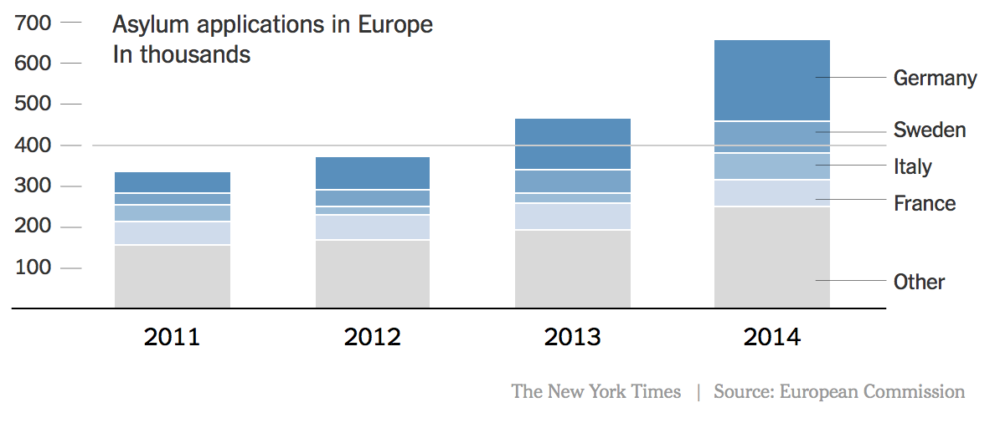 Asylum applications in Europe
In thousands
700
600
500
400
300
200
100
Germany
Sweden
Italy
France
Other
2011 2012 2013 2014
The New York Times | Source: European Commission